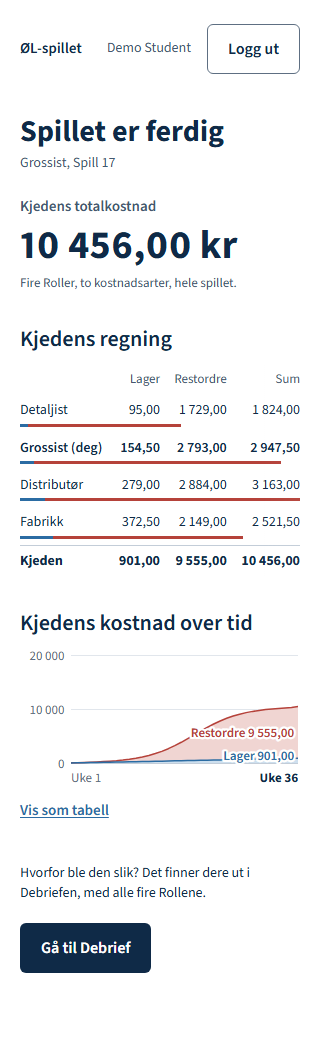 ØL-spillet Demo Student Logg ut
Spillet er ferdig
Grossist, Spill 17
Kjedens totalkostnad
10 456,00 kr
Fire Roller, to kostnadsarter, hele spillet.
Kjedens regning
Lager Restordre Sum
Detaljist 95,00 1 729,00 1 824,00
Grossist (deg) 154,50 2 793,00 2 947,50
Distributør 279,00 2 884,00 3 163,00
Fabrikk 372,50 2 149,00 2 521,50
Kjeden 901,00 9 555,00 10 456,00
Kjedens kostnad over tid
20 000
10 000
Restordre 9 555,00
Lager 901,00
0
Uke 1 Uke 36
Vis som tabell
Hvorfor ble den slik? Det finner dere ut i
Debriefen, med alle fire Rollene.
Gå til Debrief